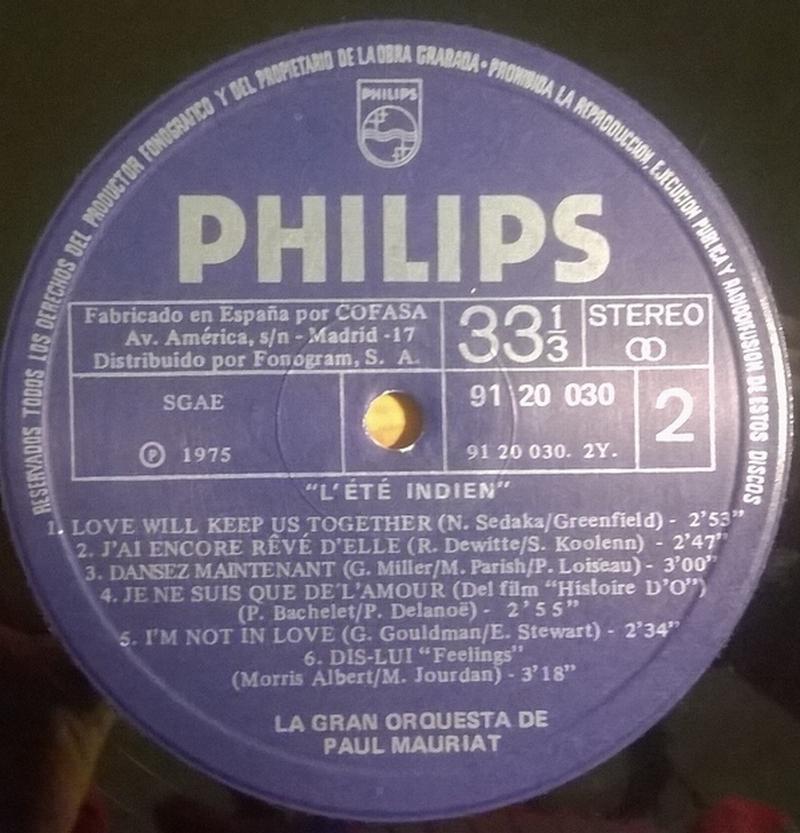 RESERVADOS TODOS LOS DERECHOS DEL PRODUCTOR FONOGRAFICO Y DEL PROPIETARIO DE LA OBRA GRABADA · PROHIBIDA LA REPRODUCCION, EJECUCION PUBLICA Y RADIODIFUSION DE ESTOS DISCOS
PHILIPS
PHILIPS
Fabricado en España por COFASA
Av. América, s/n - Madrid -17
Distribuido por Fonogram, S. A.
33 1/3
STEREO
SGAE
℗ 1975
91 20 030
91 20 030. 2Y.
2
"L'ÉTÉ INDIEN"
1. LOVE WILL KEEP US TOGETHER (N. Sedaka/Greenfield) - 2'53"
2. J'AI ENCORE RÊVÉ D'ELLE (R. Dewitte/S. Koolenn) - 2'47"
3. DANSEZ MAINTENANT (G. Miller/M. Parish/P. Loiseau) - 3'00"
4. JE NE SUIS QUE DE L'AMOUR (Del film "Histoire D'O")
(P. Bachelet/P. Delanoë) - 2'55"
5. I'M NOT IN LOVE (G. Gouldman/E. Stewart) - 2'34"
6. DIS-LUI "Feelings"
(Morris Albert/M. Jourdan) - 3'18"
LA GRAN ORQUESTA DE
PAUL MAURIAT